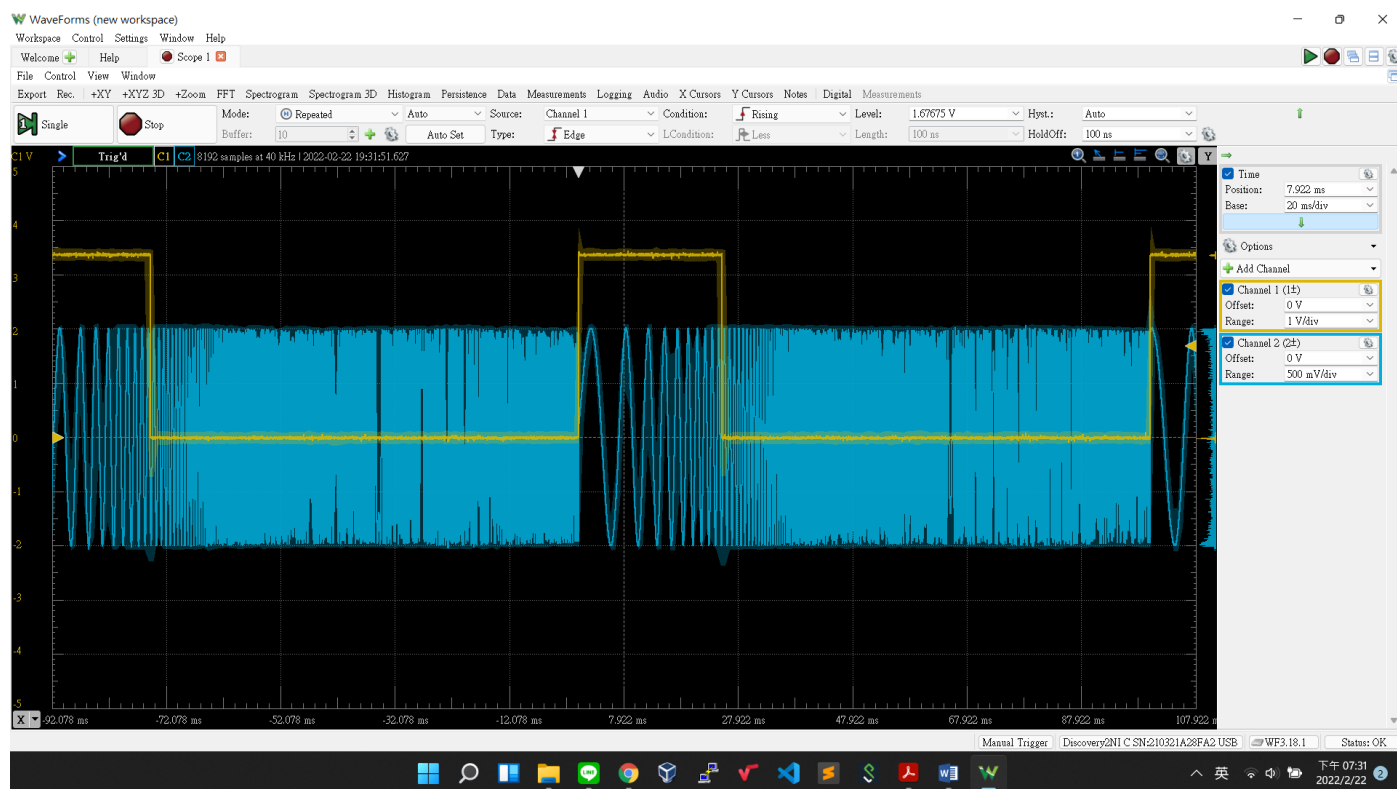 WaveForms (new workspace)
Workspace Control Settings Window Help
Welcome Help Scope 1
File Control View Window
Export Rec. +XY +XYZ 3D +Zoom FFT Spectrogram Spectrogram 3D Histogram Persistence Data Measurements Logging Audio X Cursors Y Cursors Notes Digital Measurements
Single Stop Mode: Repeated Auto Source: Channel 1 Condition: Rising Level: 1.67675 V Hyst.: Auto
Buffer: 10 Auto Set Type: Edge LCondition: Less Length: 100 ns HoldOff: 100 ns
C1 V Trig'd C1 C2 8192 samples at 40 kHz | 2022-02-22 19:31:51.627 Y
5
4
3
2
1
0
-1
-2
-3
-4
-5
X -92.078 ms -72.078 ms -52.078 ms -32.078 ms -12.078 ms 7.922 ms 27.922 ms 47.922 ms 67.922 ms 87.922 ms 107.922 m
Time
Position: 7.922 ms
Base: 20 ms/div
Options
Add Channel
Channel 1 (1±)
Offset: 0 V
Range: 1 V/div
Channel 2 (2±)
Offset: 0 V
Range: 500 mV/div
Manual Trigger Discovery2NI C SN:210321A28FA2 USB WF3.18.1 Status: OK
英 下午 07:31
2022/2/22 2